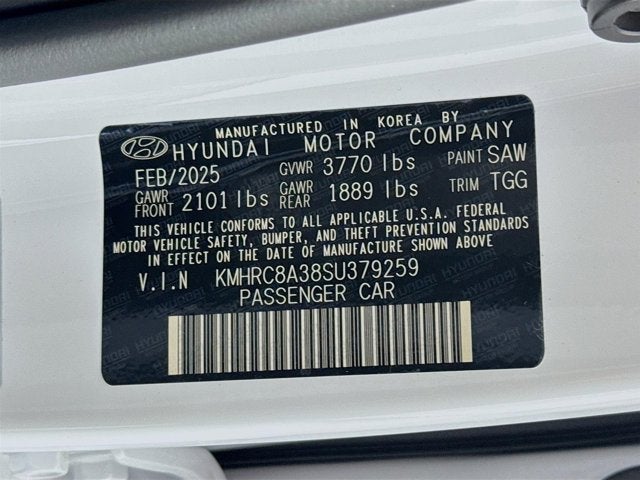 MANUFACTURED IN KOREA BY
HYUNDAI MOTOR COMPANY
FEB/2025 GVWR 3770 lbs PAINT SAW
GAWR FRONT 2101 lbs GAWR REAR 1889 lbs TRIM TGG
THIS VEHICLE CONFORMS TO ALL APPLICABLE U.S.A. FEDERAL
MOTOR VEHICLE SAFETY, BUMPER, AND THEFT PREVENTION STANDARDS
IN EFFECT ON THE DATE OF MANUFACTURE SHOWN ABOVE.
V.I.N KMHRC8A38SU379259
PASSENGER CAR